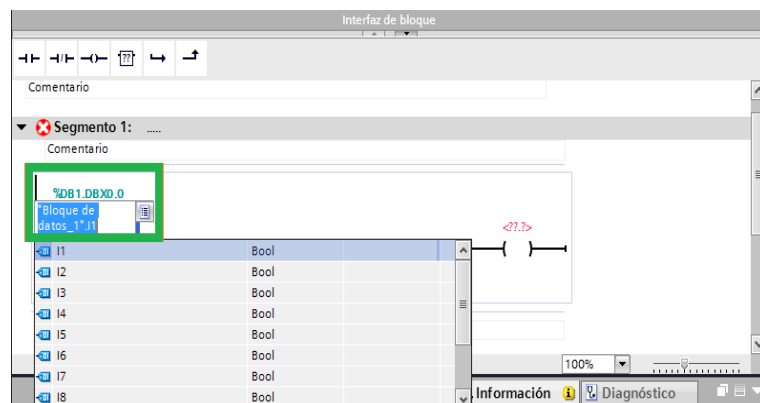 Interfaz de bloque
??
Comentario
Segmento 1: .....
Comentario
%DB1.DBX0.0
"Bloque de
datos_1".I1
<??.?>
I1 Bool
I2 Bool
I3 Bool
I4 Bool
I5 Bool
I6 Bool
I7 Bool
I8 Bool
100%
Información
Diagnóstico